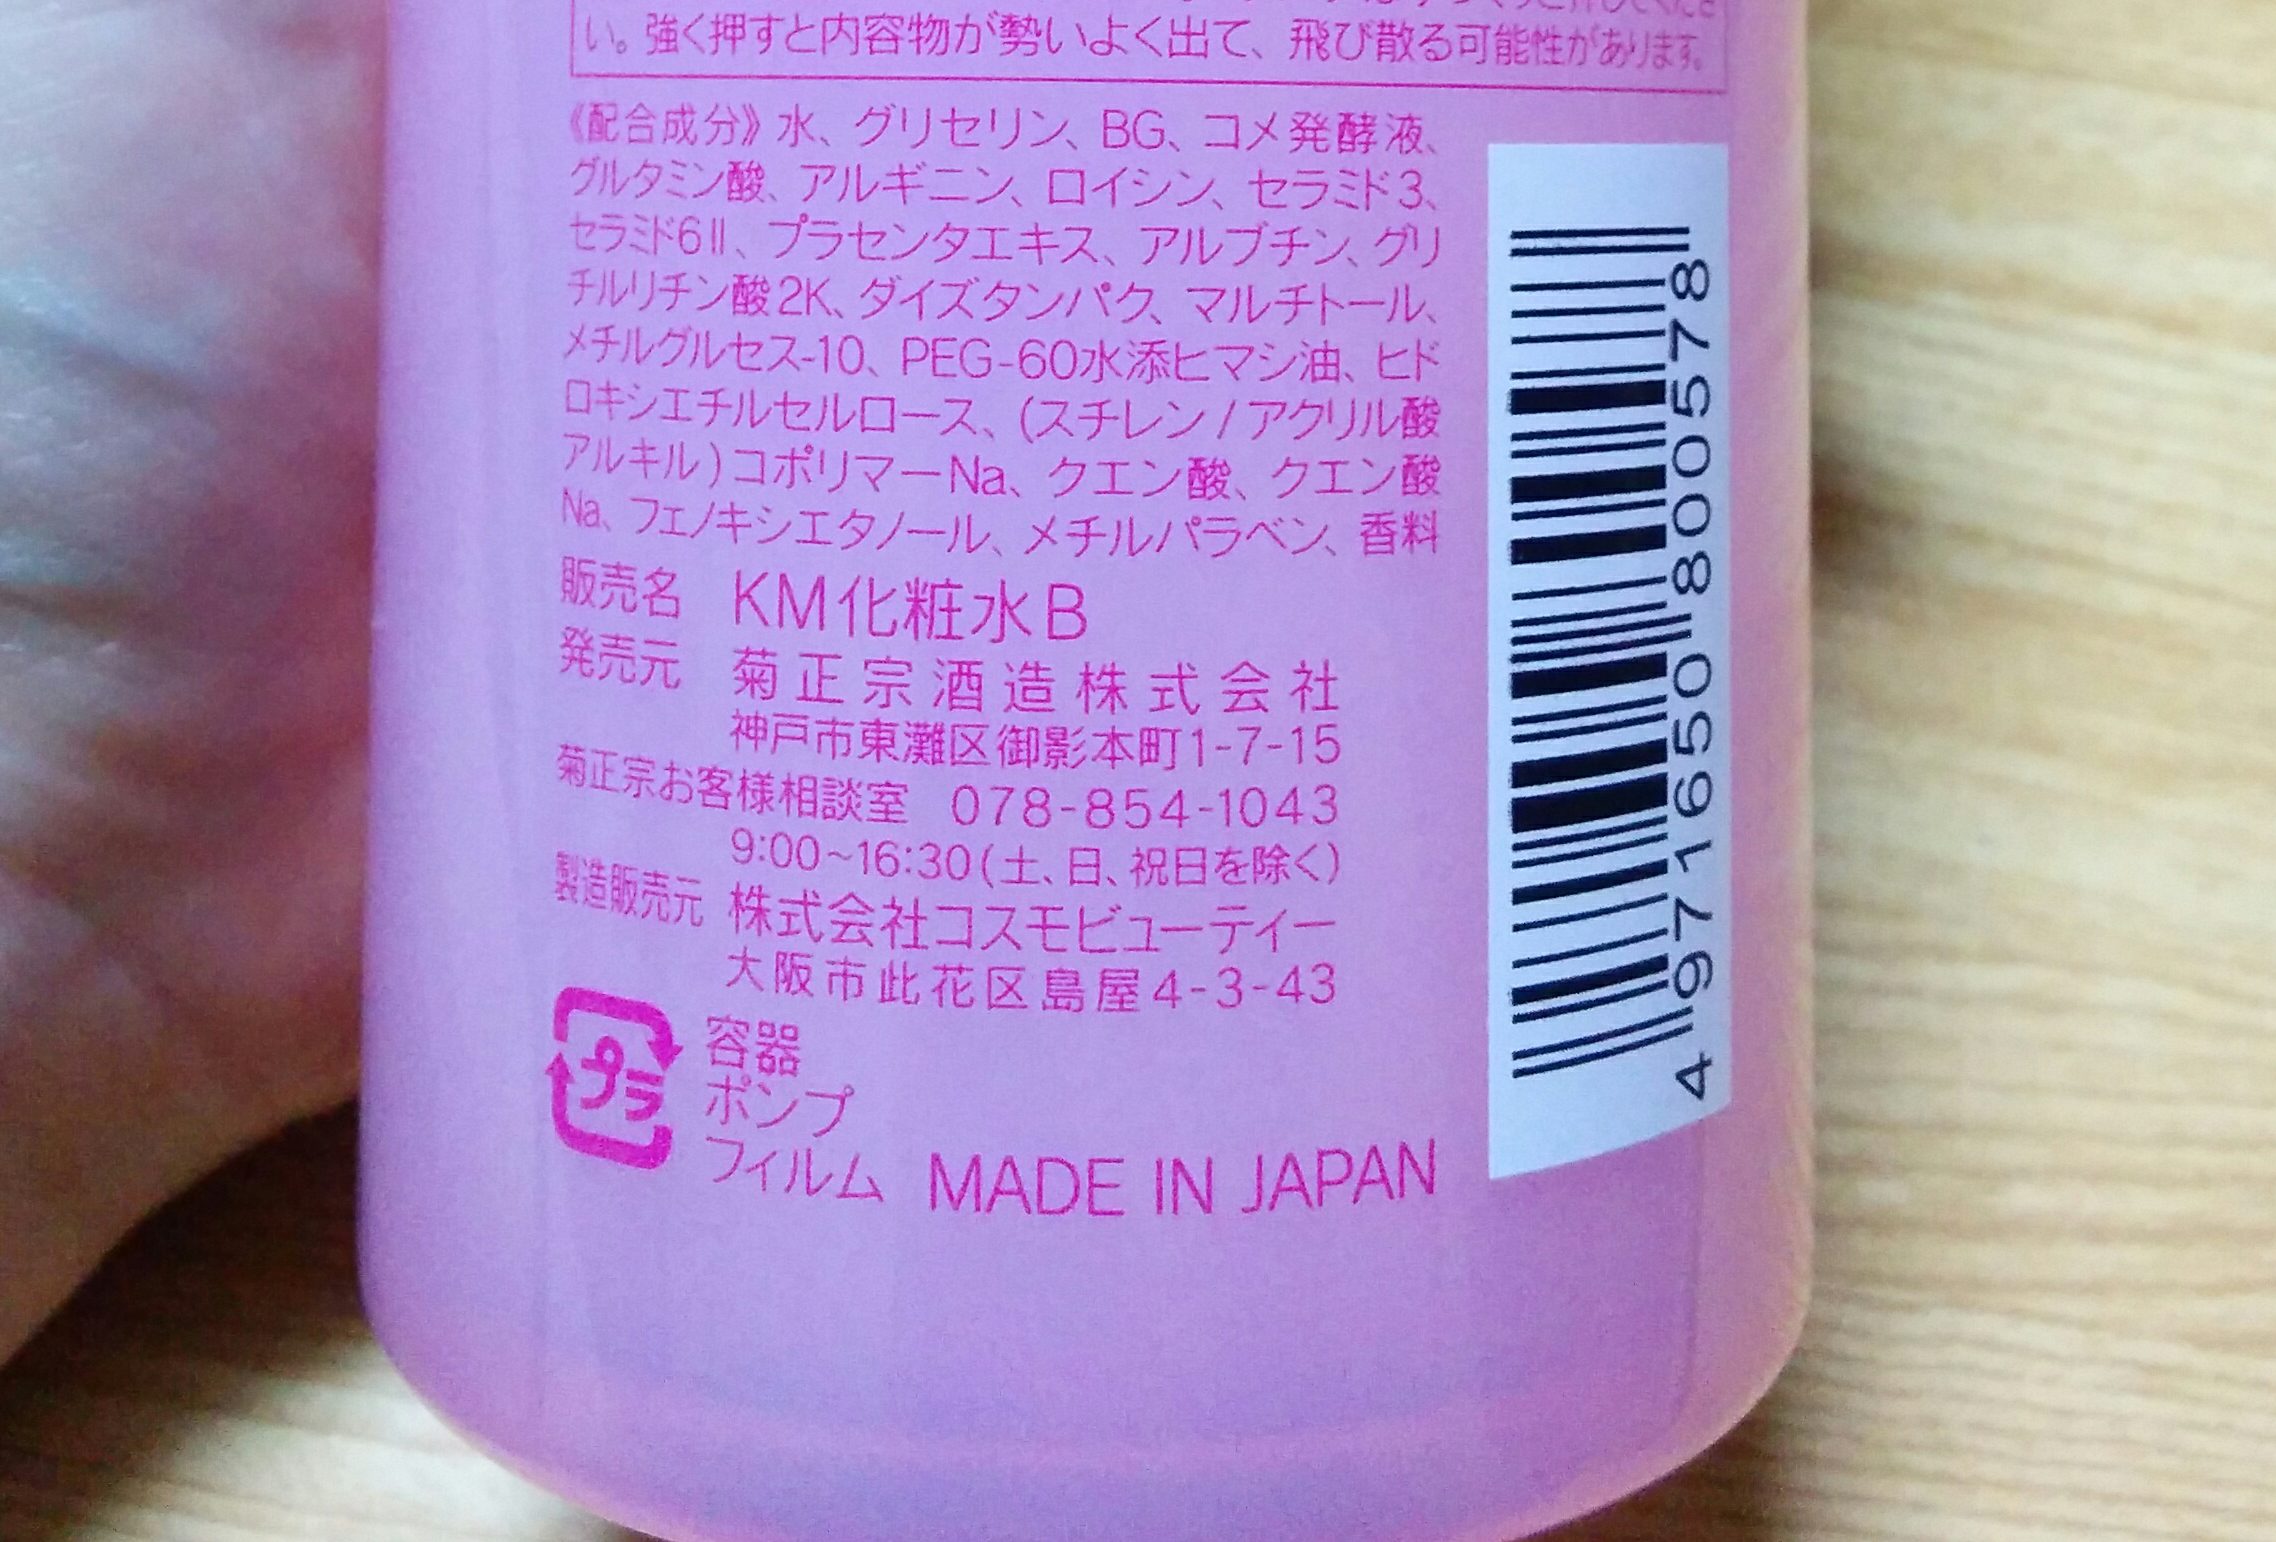 い。強く押すと内容物が勢いよく出て、飛び散る可能性があります。
《配合成分》水、グリセリン、BG、コメ発酵液、
グルタミン酸、アルギニン、ロイシン、セラミド3、
セラミド6Ⅱ、プラセンタエキス、アルブチン、グリ
チルリチン酸2K、ダイズタンパク、マルチトール、
メチルグルセス-10、PEG-60水添ヒマシ油、ヒド
ロキシエチルセルロース、(スチレン/アクリル酸
アルキル)コポリマーNa、クエン酸、クエン酸
Na、フェノキシエタノール、メチルパラベン、香料
販売名 KM化粧水B
発売元 菊正宗酒造株式会社
神戸市東灘区御影本町1-7-15
菊正宗お客様相談室 078-854-1043
9:00~16:30(土、日、祝日を除く)
製造販売元 株式会社コスモビューティー
大阪市此花区島屋4-3-43
プラ
容器
ポンプ
フィルム MADE IN JAPAN
4 971650 800578